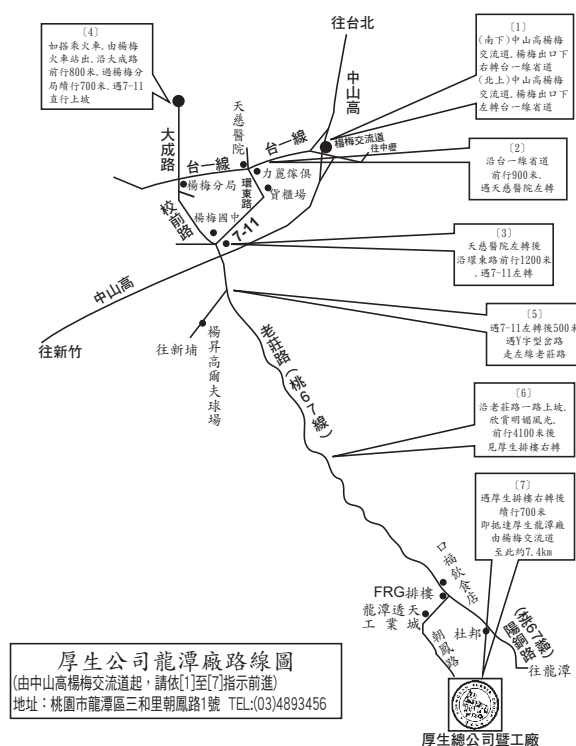 〔4〕
如搭乘火車,由楊梅
火車站出,沿大成路
前行800米,過楊梅分
局續行700米,遇7-11
直行上坡
往台北
〔1〕
(南下)中山高楊梅
交流道,楊梅出口下
右轉台一線省道
(北上)中山高楊梅
交流道,楊梅出口下
左轉台一線省道
中山高
天慈醫院
大成路
台一線
台一線
楊梅交流道
往中壢
〔2〕
沿台一線省道
前行900米,
遇天慈醫院左轉
力麗傢俱
楊梅分局
環東路
貨櫃場
校前路
楊梅國中
7-11
〔3〕
天慈醫院左轉後
沿環東路前行1200米
,遇7-11左轉
中山高
往新竹
往新埔
楊昇高爾夫球場
老莊路(桃67線)
〔5〕
遇7-11左轉後500米
遇Y字型岔路
走左線老莊路
〔6〕
沿老莊路一路上坡,
欣賞明媚風光,
前行4100米後
見厚生排樓右轉
〔7〕
遇厚生排樓右轉後
續行700米
即抵達厚生龍潭廠
由楊梅交流道
至此約7.4km
口福飲食店
FRG排樓
龍潭透天
工業城
朝鳳路
杜邦
(桃67線)
陽銅路
往龍潭
厚生公司龍潭廠路線圖
(由中山高楊梅交流道起,請依[1]至[7]指示前進)
地址:桃園市龍潭區三和里朝鳳路1號 TEL:(03)4893456
厚生總公司暨工廠